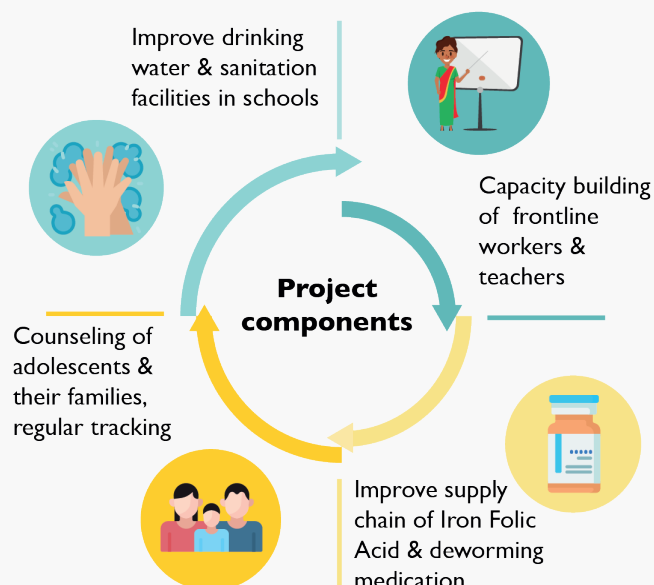 Improve drinking
water & sanitation
facilities in schools
Capacity building
of frontline
workers &
teachers
Project
components
Counseling of
adolescents &
their families,
regular tracking
Improve supply
chain of Iron Folic
Acid & deworming
medication